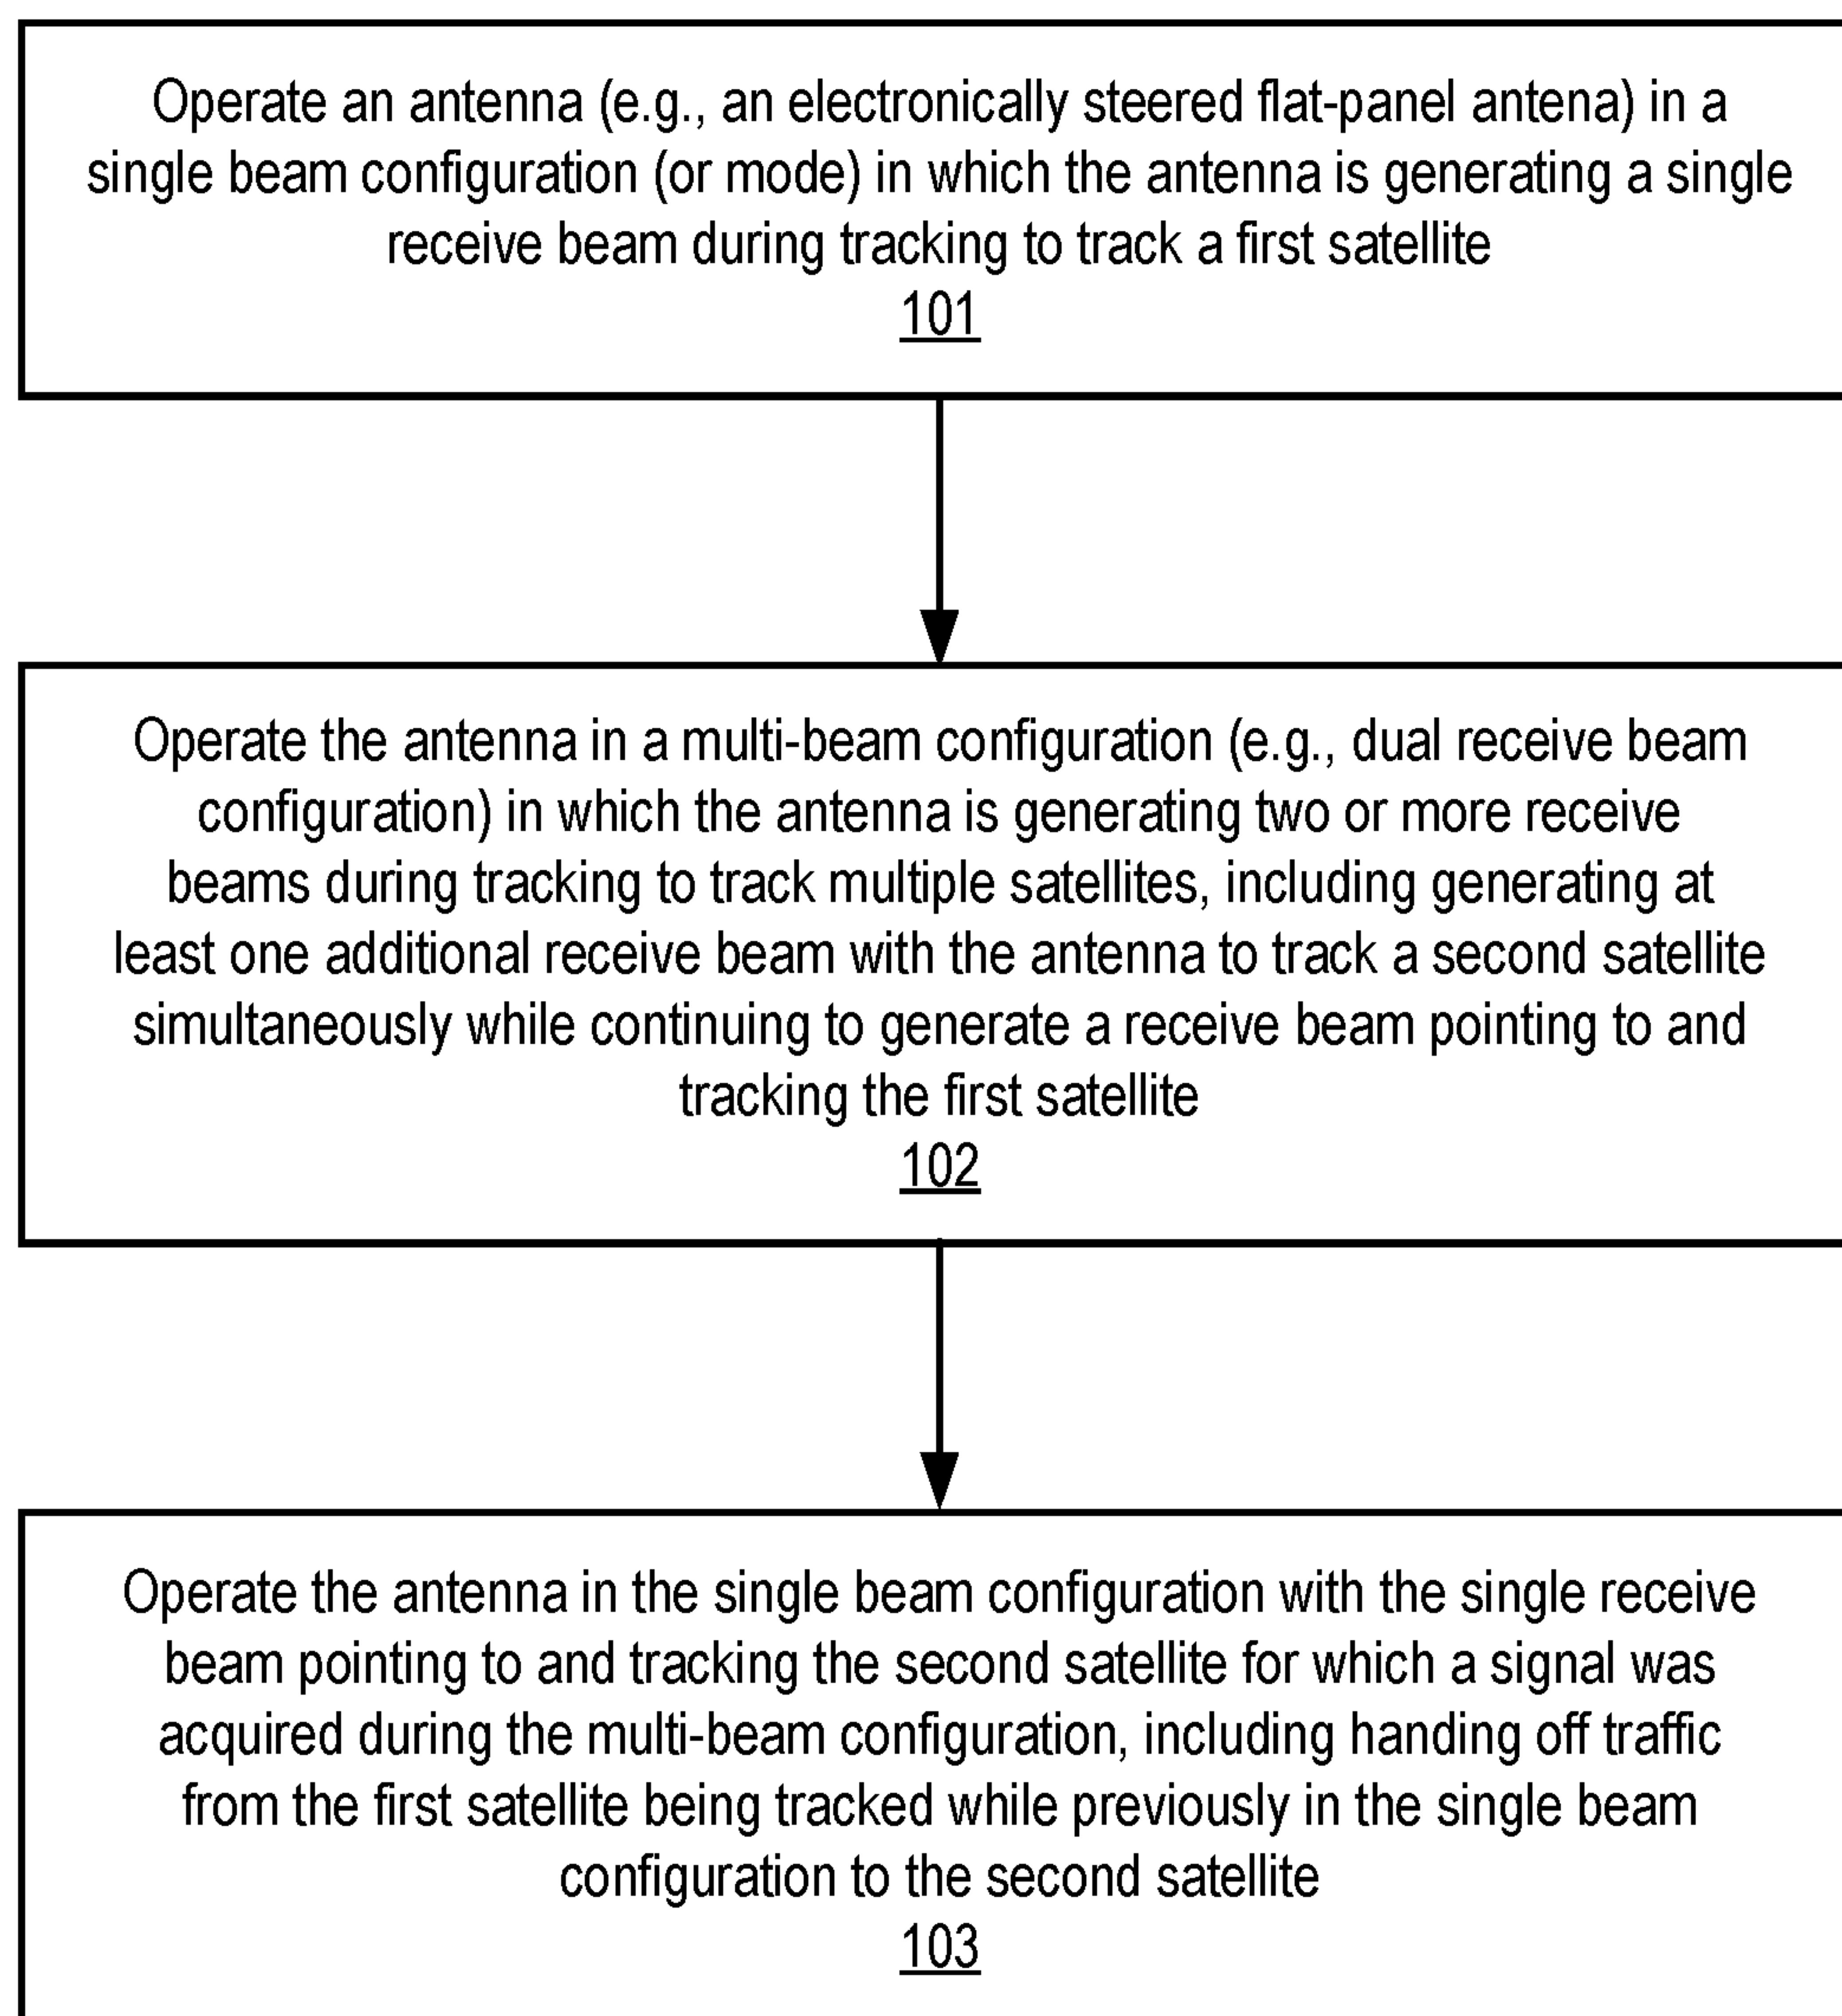 Operate an antenna (e.g., an electronically steered flat-panel antena) in a
single beam configuration (or mode) in which the antenna is generating a single
receive beam during tracking to track a first satellite
101
Operate the antenna in a multi-beam configuration (e.g., dual receive beam
configuration) in which the antenna is generating two or more receive
beams during tracking to track multiple satellites, including generating at
least one additional receive beam with the antenna to track a second satellite
simultaneously while continuing to generate a receive beam pointing to and
tracking the first satellite
102
Operate the antenna in the single beam configuration with the single receive
beam pointing to and tracking the second satellite for which a signal was
acquired during the multi-beam configuration, including handing off traffic
from the first satellite being tracked while previously in the single beam
configuration to the second satellite
103